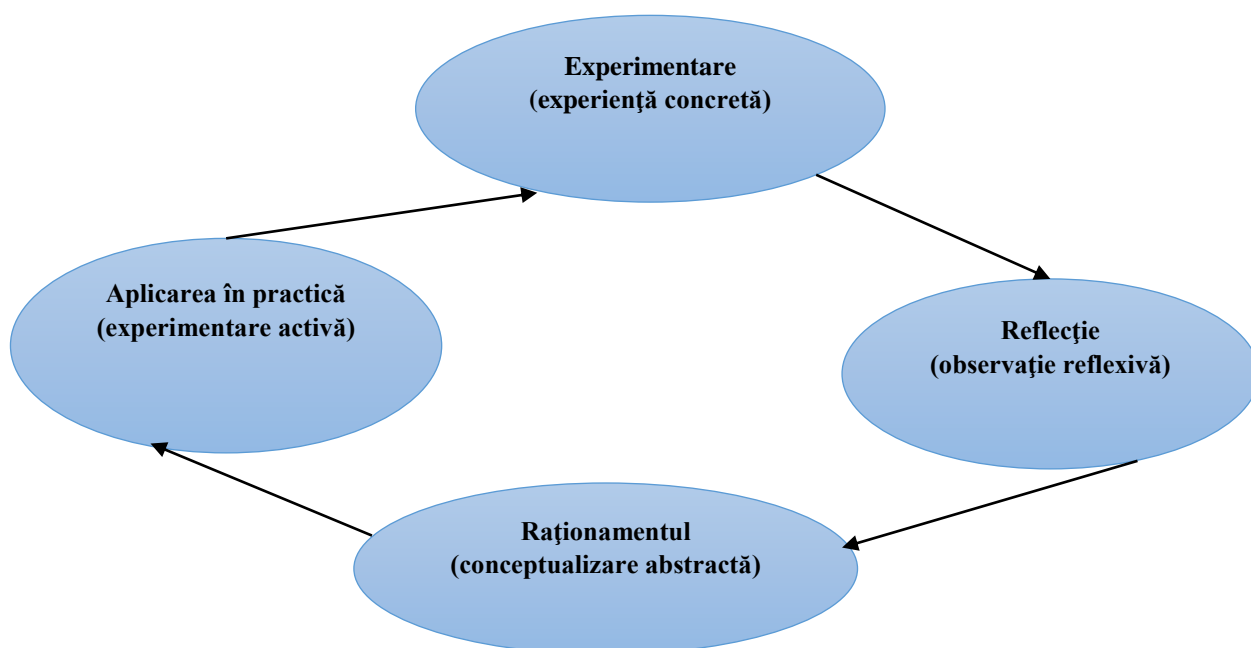 Experimentare
(experienţă concretă)
Aplicarea în practică
(experimentare activă)
Reflecţie
(observaţie reflexivă)
Raţionamentul
(conceptualizare abstractă)